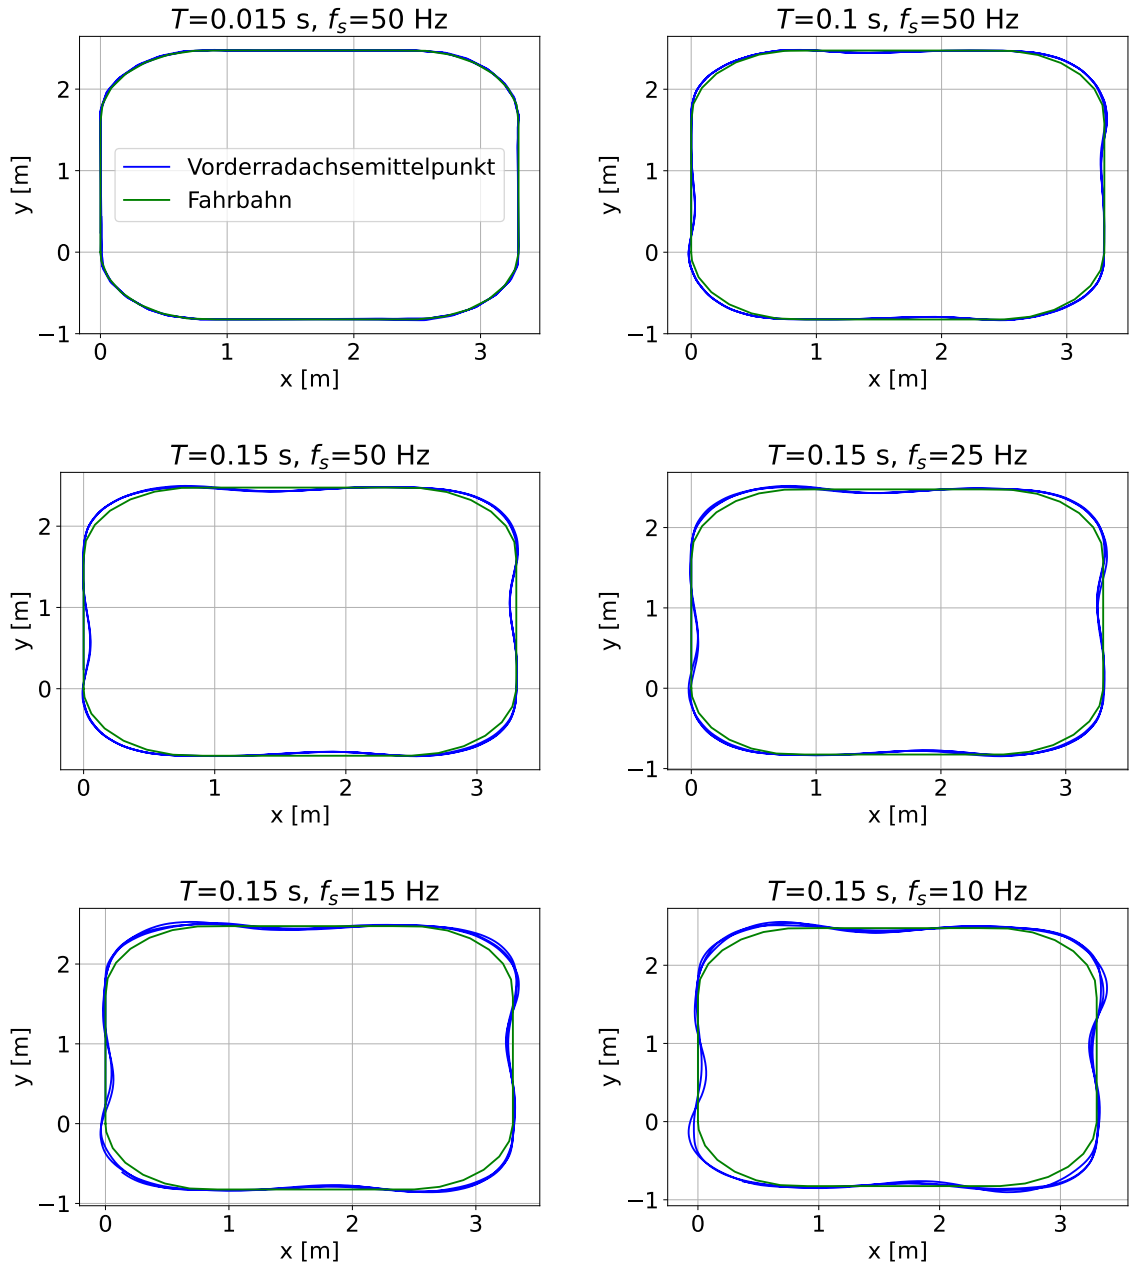 T=0.015 s, fs=50 Hz
2
1
0
−1
y [m]
Vorderradachsemittelpunkt
Fahrbahn
0 1 2 3
x [m]
T=0.1 s, fs=50 Hz
2
1
0
−1
y [m]
0 1 2 3
x [m]
T=0.15 s, fs=50 Hz
2
1
0
y [m]
0 1 2 3
x [m]
T=0.15 s, fs=25 Hz
2
1
0
−1
y [m]
0 1 2 3
x [m]
T=0.15 s, fs=15 Hz
2
1
0
−1
y [m]
0 1 2 3
x [m]
T=0.15 s, fs=10 Hz
2
1
0
−1
y [m]
0 1 2 3
x [m]